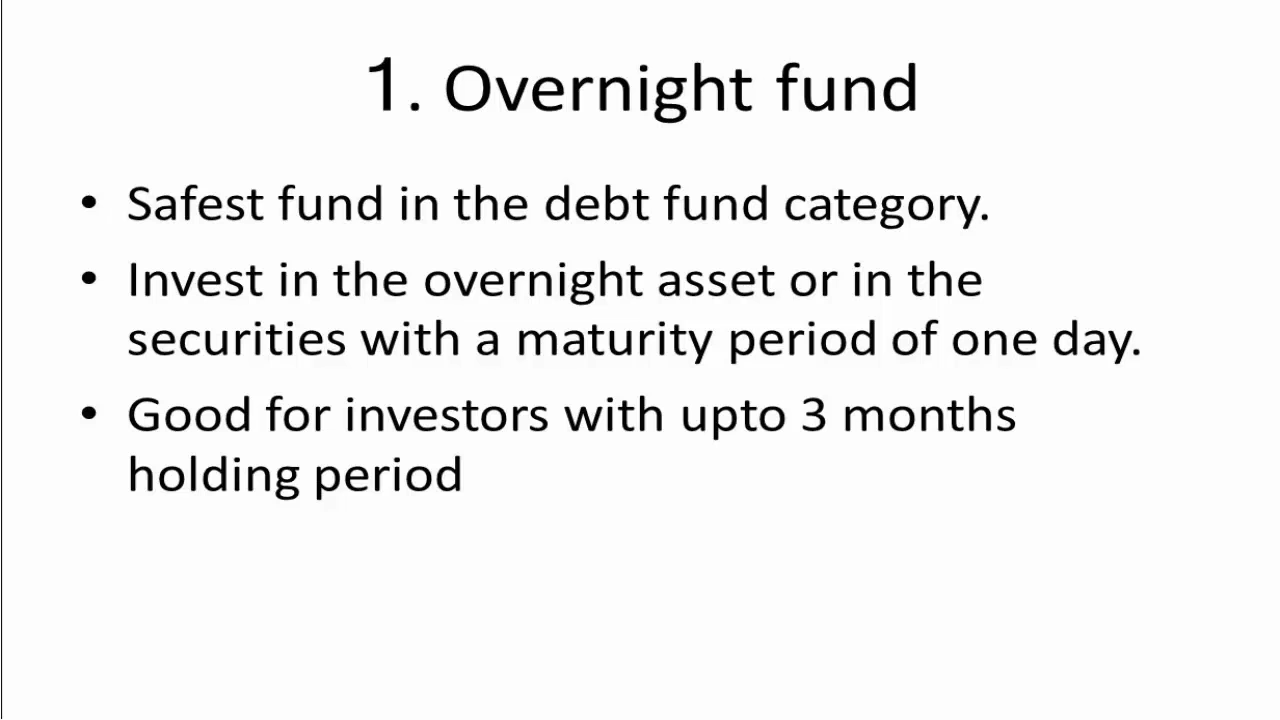 1. Overnight fund
• Safest fund in the debt fund category.
• Invest in the overnight asset or in the
securities with a maturity period of one day.
• Good for investors with upto 3 months
holding period